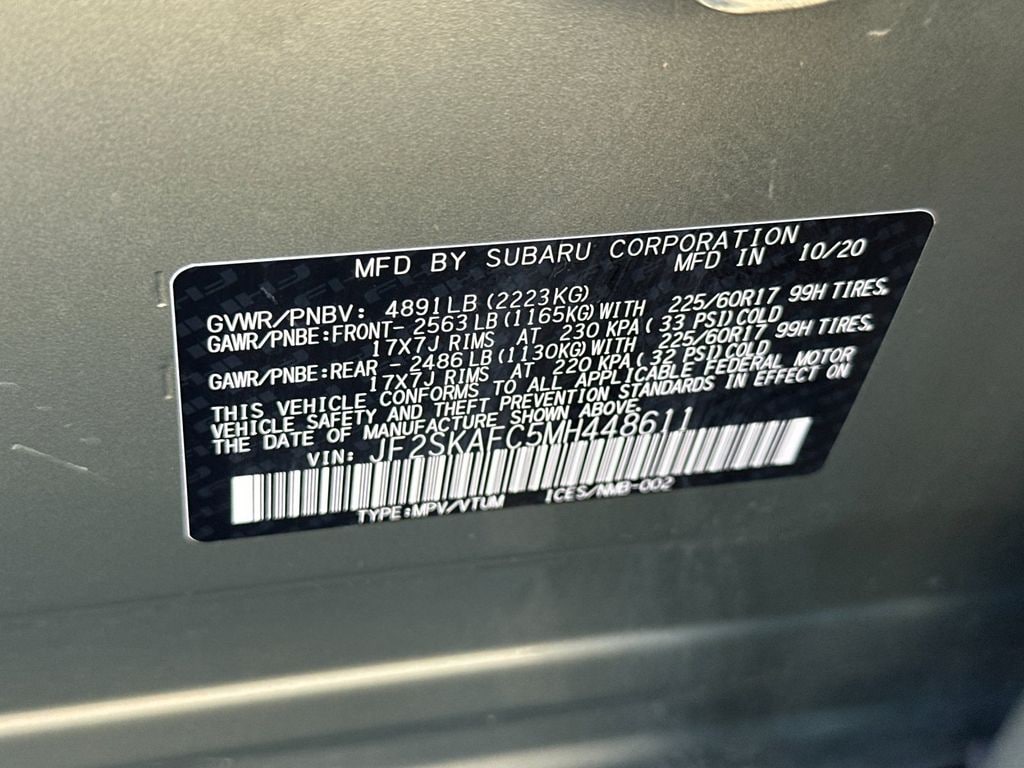 MFD BY SUBARU CORPORATION
MFD IN 10/20
GVWR/PNBV: 4891LB (2223KG)
GAWR/PNBE:FRONT- 2563LB (1165KG)WITH 225/60R17 99H TIRES,
17X7J RIMS AT 230 KPA( 33 PSI)COLD
GAWR/PNBE:REAR - 2486LB (1130KG)WITH 225/60R17 99H TIRES,
17X7J RIMS AT 220 KPA( 32 PSI)COLD
THIS VEHICLE CONFORMS TO ALL APPLICABLE FEDERAL MOTOR
VEHICLE SAFETY AND THEFT PREVENTION STANDARDS IN EFFECT ON
THE DATE OF MANUFACTURE SHOWN ABOVE.
VIN: JF2SKAFC5MH448611
TYPE:MPV/VTUM ICES/NMB-002